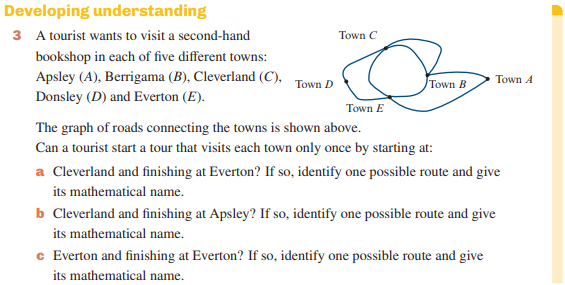 Developing understanding
3 A tourist wants to visit a second-hand
bookshop in each of five different towns:
Apsley (A), Berrigama (B), Cleverland (C),
Donsley (D) and Everton (E).
Town C
Town D
Town B
Town A
Town E
The graph of roads connecting the towns is shown above.
Can a tourist start a tour that visits each town only once by starting at:
a Cleverland and finishing at Everton? If so, identify one possible route and give
its mathematical name.
b Cleverland and finishing at Apsley? If so, identify one possible route and give
its mathematical name.
c Everton and finishing at Everton? If so, identify one possible route and give
its mathematical name.